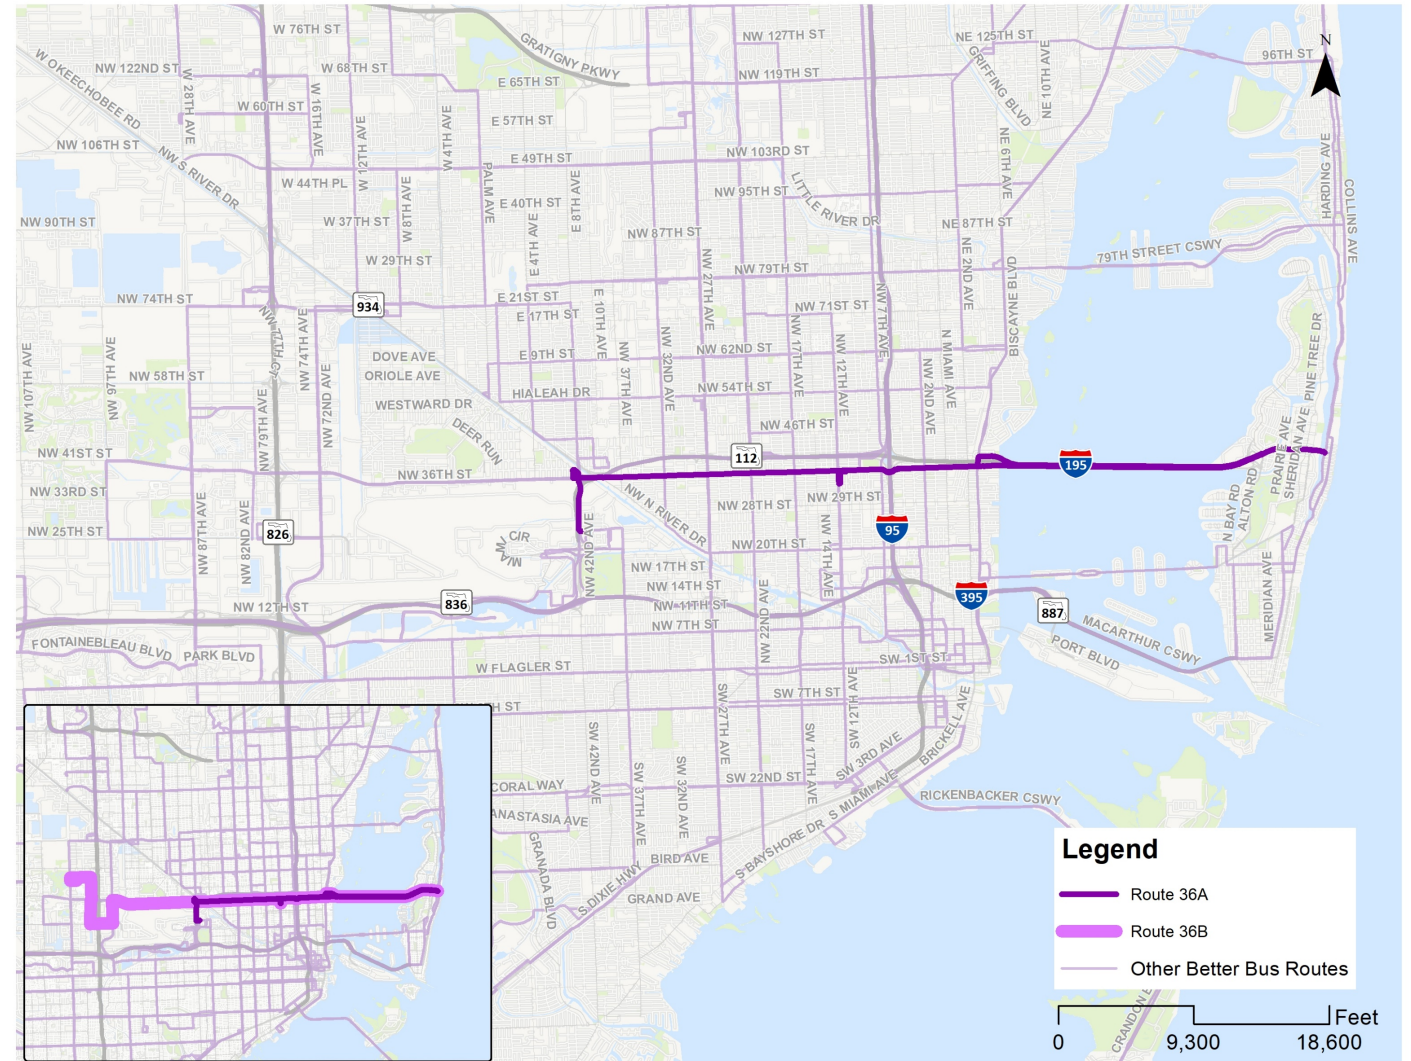 W 76TH ST
NW 127TH ST
NE 125TH ST
GRATIGNY PKWY
96TH ST
N
W OKEECHOBEE RD
NW 122ND ST
W 28TH AVE
W 68TH ST
E 65TH ST
NW 119TH ST
GRIFFING BLVD
NE 10TH AVE
W 60TH ST
W 16TH AVE
W 12TH AVE
W 4TH AVE
E 57TH ST
NE 6TH AVE
HARDING AVE
COLLINS AVE
NW 106TH ST
NW S RIVER DR
E 49TH ST
NW 103RD ST
W 44TH PL
W 8TH AVE
PALM AVE
E 8TH AVE
NW 95TH ST
LITTLE RIVER DR
E 40TH ST
E 4TH AVE
NW 90TH ST
W 37TH ST
NW 87TH ST
NE 87TH ST
W 29TH ST
NW 27TH AVE
NW 79TH ST
NE 2ND AVE
BISCAYNE BLVD
79TH STREET CSWY
NW 74TH ST
934
E 21ST ST
E 17TH ST
E 10TH AVE
NW 71ST ST
NW 7TH AVE
NW 77TH CT
NW 74TH AVE
NW 32ND AVE
NW 17TH AVE
NW 12TH AVE
N MIAMI AVE
PINE TREE DR
NW 107TH AVE
NW 97TH AVE
DOVE AVE
E 9TH ST
NW 37TH AVE
NW 62ND ST
NW 2ND AVE
NW 58TH ST
NW 72ND AVE
ORIOLE AVE
HIALEAH DR
NW 54TH ST
NW 79TH AVE
WESTWARD DR
NW 46TH ST
DEER RUN
PRAIRIE AVE
SHERIDAN AVE
NW 41ST ST
112
195
NW 36TH ST
NW 33RD ST
NW 29TH ST
NW 28TH ST
NW N RIVER DR
N BAY RD
ALTON RD
NW 25TH ST
NW 87TH AVE
NW 82ND AVE
826
MIAMI CIR
NW 42ND AVE
NW 20TH ST
NW 14TH AVE
95
NW 17TH ST
NW 14TH ST
NW 22ND AVE
MERIDIAN AVE
NW 12TH ST
836
NW 11TH ST
395
887
NW 7TH ST
MACARTHUR CSWY
FONTAINEBLEAU BLVD
PARK BLVD
W FLAGLER ST
SW 1ST ST
PORT BLVD
SW 7TH ST
SW 12TH AVE
TH ST
SW 27TH AVE
SW 42ND AVE
SW 17TH AVE
SW 3RD AVE
BRICKELL AVE
CORAL WAY
SW 37TH AVE
SW 32ND AVE
SW 22ND ST
S MIAMI AVE
RICKENBACKER CSWY
ANASTASIA AVE
GRANADA BLVD
BIRD AVE
S BAYSHORE DR
S DIXIE HWY
GRAND AVE
Legend
Route 36A
Route 36B
Other Better Bus Routes
CRANDON B
Feet
0
9,300
18,600